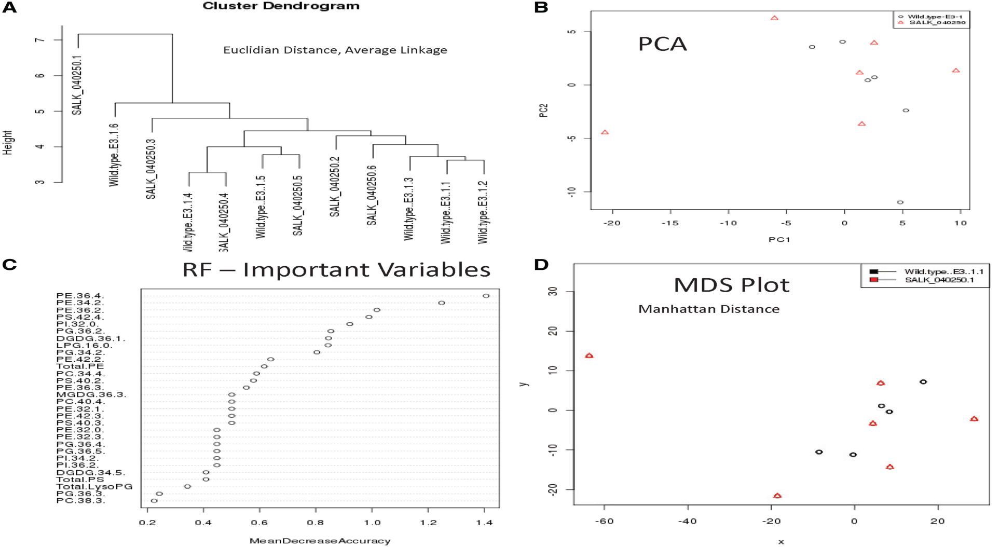 A
Cluster Dendrogram
Euclidian Distance, Average Linkage
Height
7
6
5
4
3
SALK_040250.1
Wild.type..E3..1.6
SALK_040250.3
Wild.type..E3..1.5
SALK_040250.5
SALK_040250.2
SALK_040250.6
Wild.type..E3..1.3
Wild.type..E3..1.1
Wild.type..E3..1.2
B
PCA
Wild.type-E3-1
SALK_040250
PC2
5
0
-5
-10
-20
-15
-10
-5
0
5
10
PC1
C
RF – Important Variables
PE.36.4.
PE.34.2.
PE.36.2.
PS.42.4.
PI.32.0.
PG.36.2.
DGDG.36.1.
LPG.16.0.
PG.34.2.
PE.42.2.
Total.PE
PC.34.4.
PS.40.2.
PE.36.3.
MGDG.36.3.
PC.40.4.
PE.32.1.
PE.42.3.
PS.40.3.
PE.32.0.
PE.32.3.
PG.36.4.
PG.36.5.
PI.34.2.
PI.36.2.
DGDG.34.5.
Total.PS
Total.LysoPG
PG.36.3.
PC.38.3.
0.2
0.4
0.6
0.8
1.0
1.2
1.4
MeanDecreaseAccuracy
D
MDS Plot
Manhattan Distance
Wild.type..E3..1.1
SALK_040250.1
y
30
20
10
0
-10
-20
-60
-40
-20
0
20
x